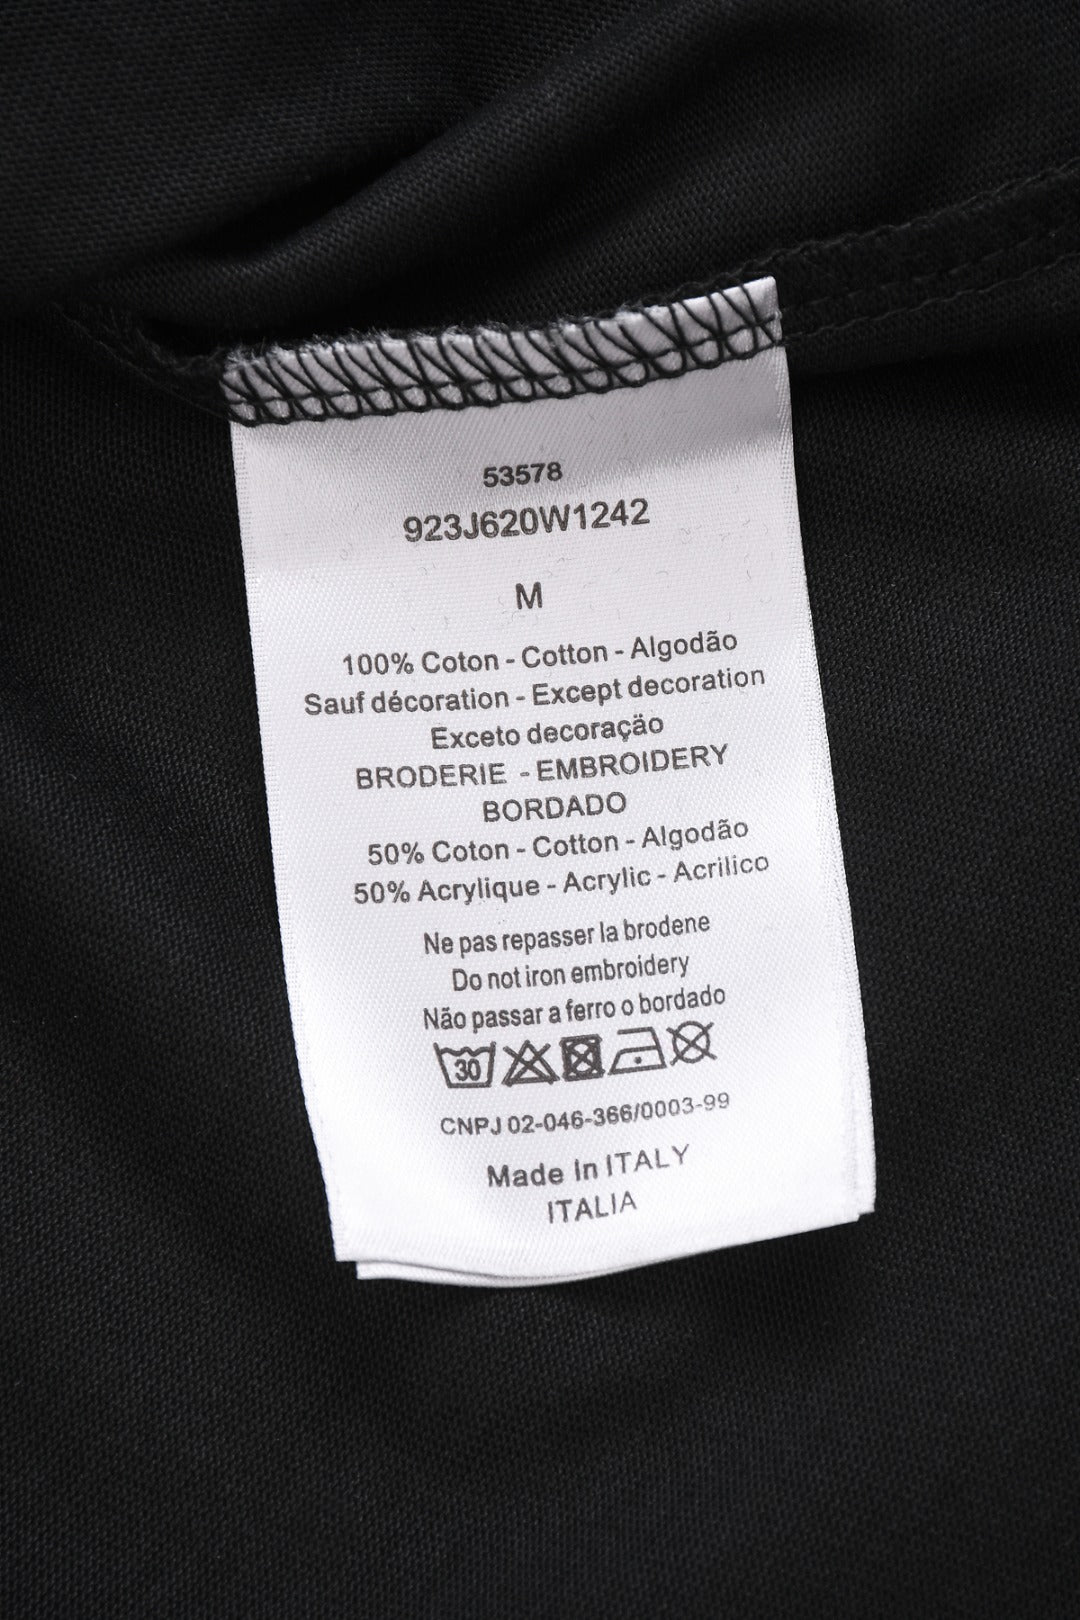 53578
923J620W1242
M
100% Coton - Cotton - Algodão
Sauf décoration - Except decoration
Exceto decoração
BRODERIE - EMBROIDERY
BORDADO
50% Coton - Cotton - Algodão
50% Acrylique - Acrylic - Acrilico
Ne pas repasser la brodene
Do not iron embroidery
Não passar a ferro o bordado
30
CNPJ 02-046-366/0003-99
Made In ITALY
ITALIA